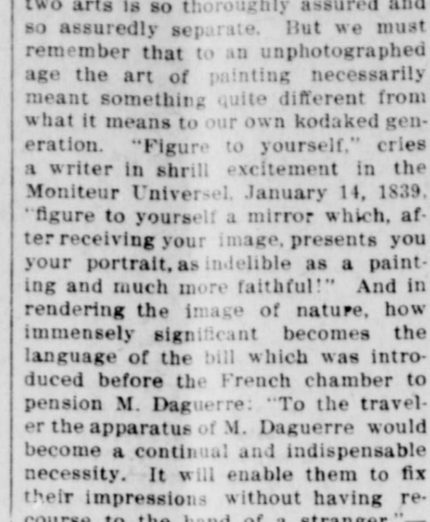 two arts is so thoroughly assured and
so assuredly separate. But we must
remember that to an unphotographed
age the art of painting necessarily
meant something quite different from
what it means to our own kodaked gen-
eration. "Figure to yourself," cries
a writer in shrill excitement in the
Moniteur Universel, January 14, 1839,
"figure to yourself a mirror which, af-
ter receiving your image, presents you
your portrait, as indelible as a paint-
ing and much more faithful!" And in
rendering the image of nature, how
immensely significant becomes the
language of the bill which was intro-
duced before the French chamber to
pension M. Daguerre: "To the travel-
er the apparatus of M. Daguerre would
become a continual and indispensable
necessity. It will enable them to fix
their impressions without having re-
course to the hand of a stranger."—